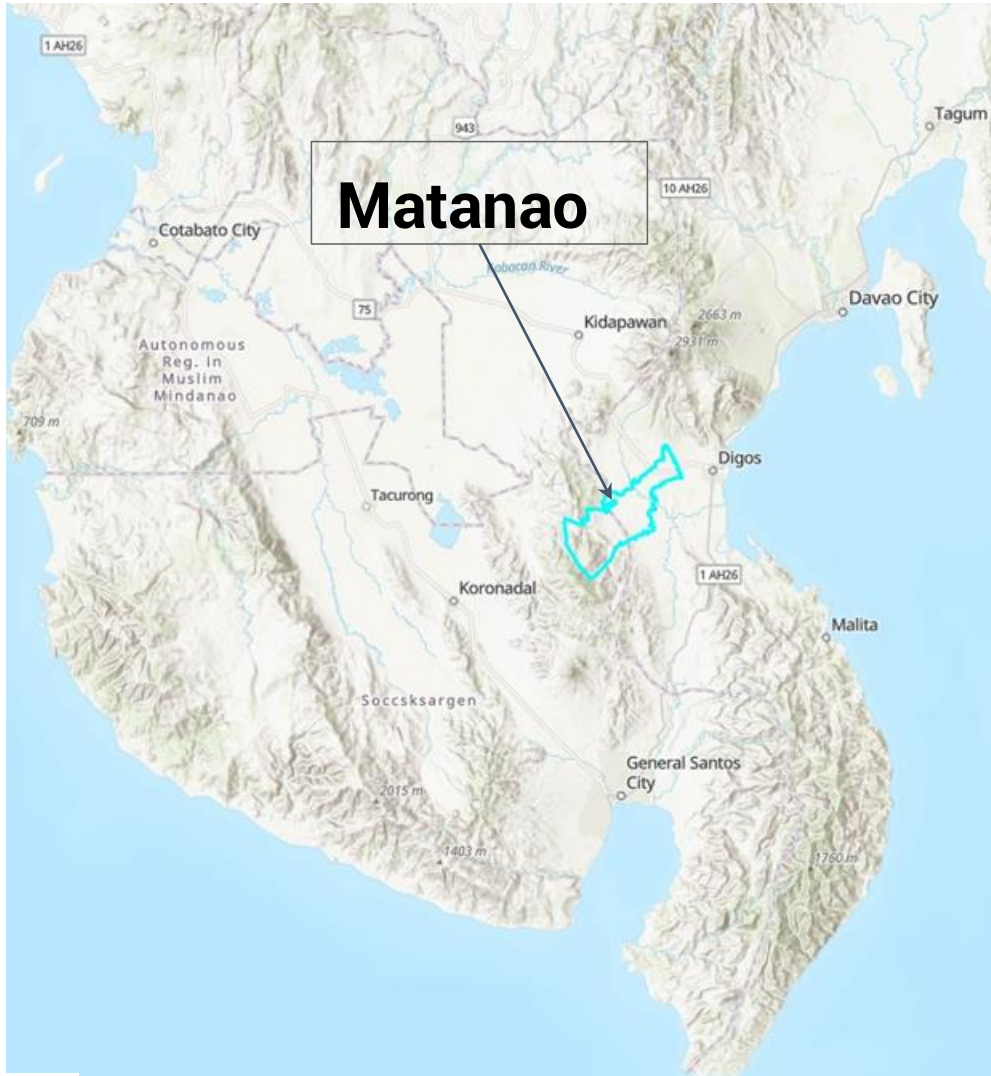 1 AH26
Tagum
943
10 AH26
Matanao
Cotabato City
Kabacan River
75
Davao City
2663 m
Kidapawan
2931 m
Autonomous
Reg. In
Muslim
Mindanao
709 m
Digos
Tacurong
1 AH26
Koronadal
Malita
Soccsksargen
General Santos
City
2015 m
1403 m
1760 m